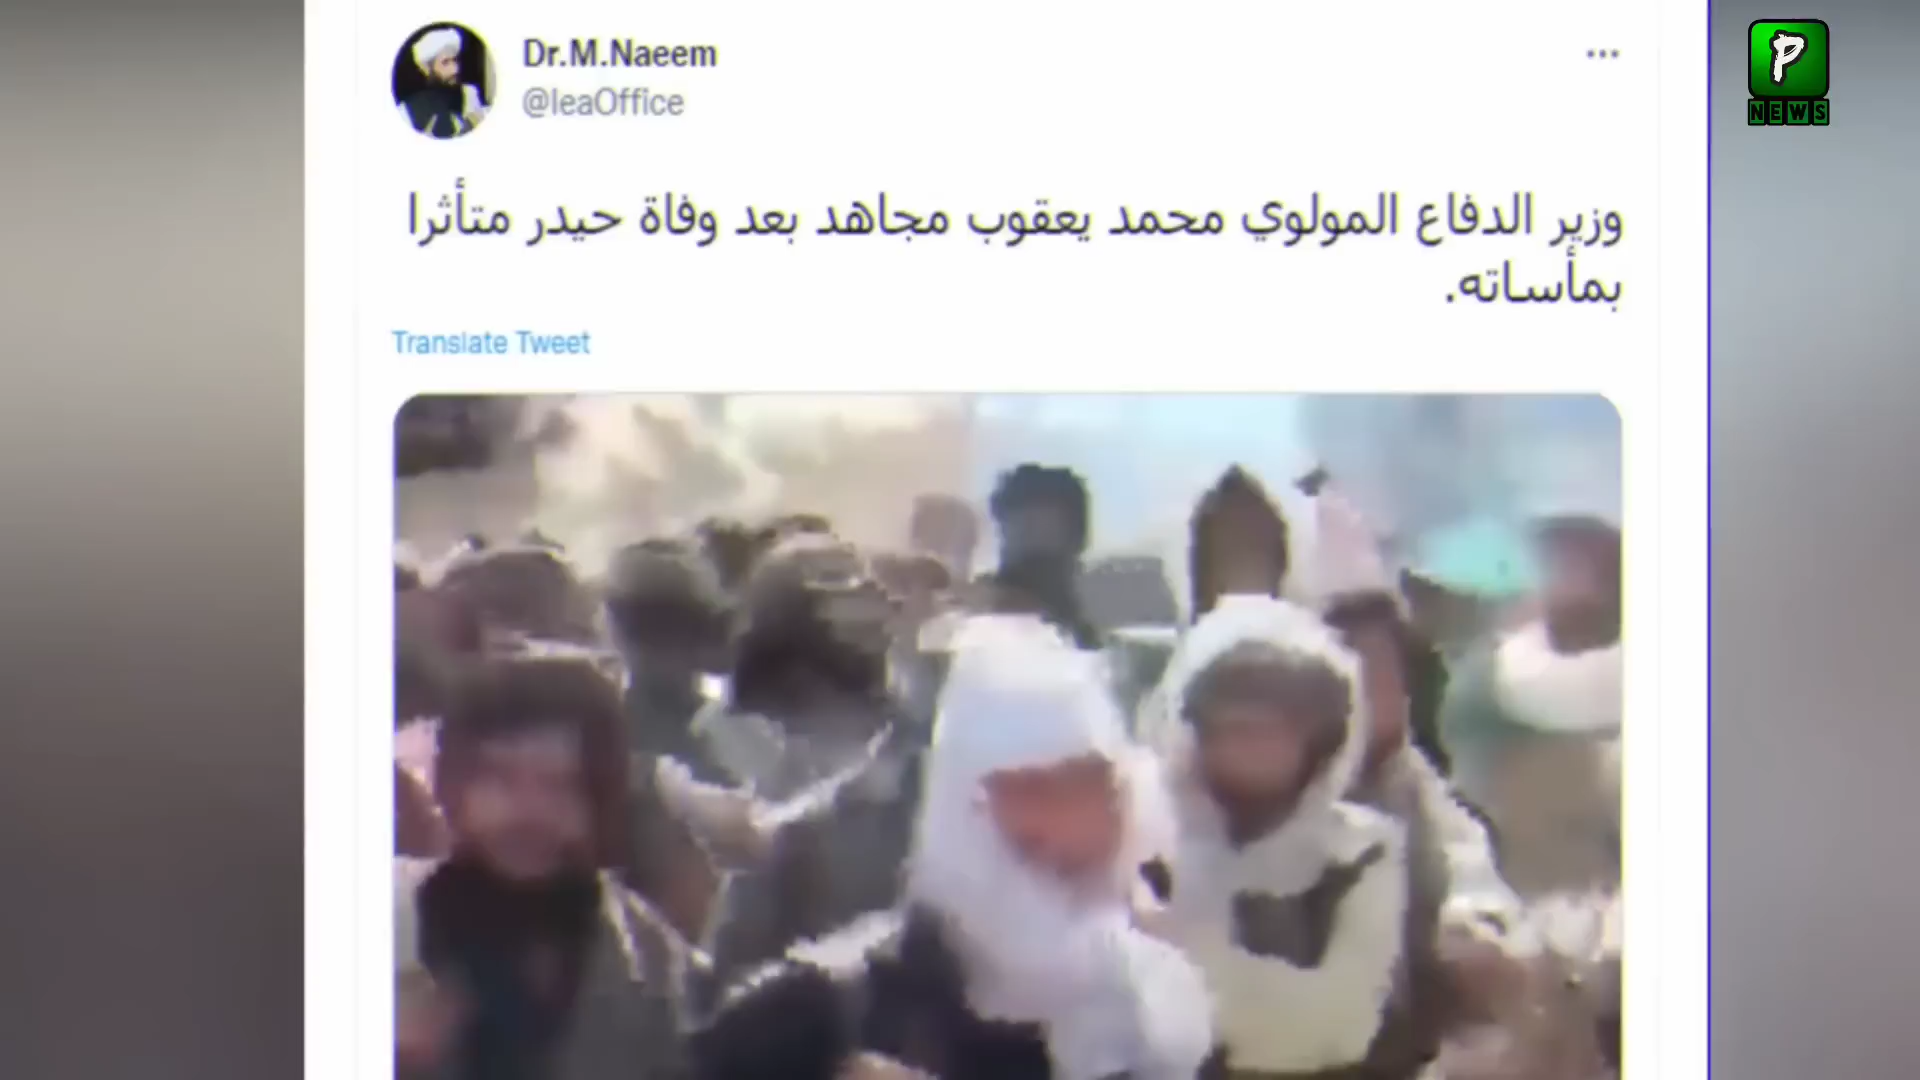 Dr.M.Naeem
@IeaOffice
وزير الدفاع المولوي محمد يعقوب مجاهد بعد وفاة حيدر متأثرا
بمأساته.
Translate Tweet
P
NEWS